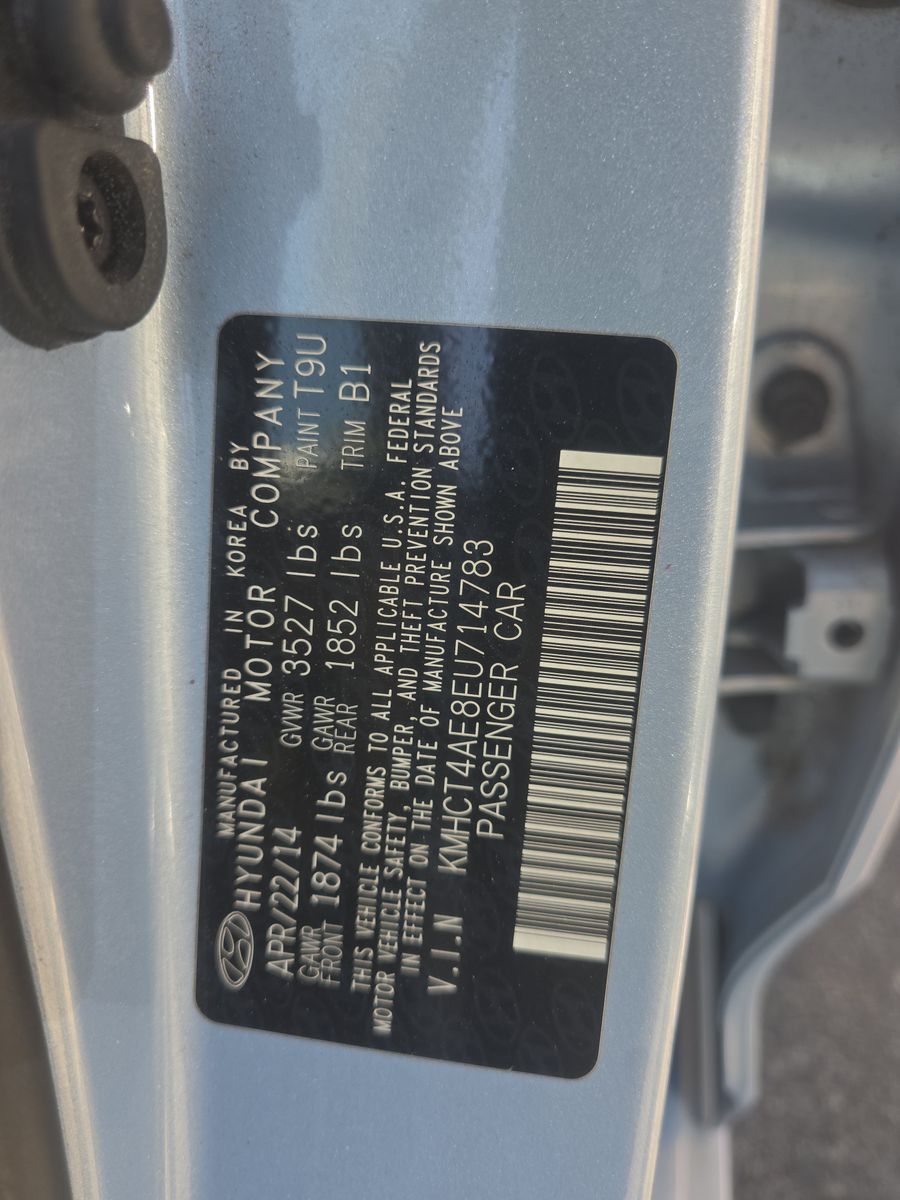 MANUFACTURED IN KOREA BY
HYUNDAI MOTOR COMPANY
APR/22/14 GVWR 3527 lbs PAINT T9U
GAWR FRONT 1874 lbs GAWR REAR 1852 lbs TRIM B1
THIS VEHICLE CONFORMS TO ALL APPLICABLE U.S.A. FEDERAL
MOTOR VEHICLE SAFETY, BUMPER, AND THEFT PREVENTION STANDARDS
IN EFFECT ON THE DATE OF MANUFACTURE SHOWN ABOVE
V.I.N KMHCT4AE8EU714783
PASSENGER CAR